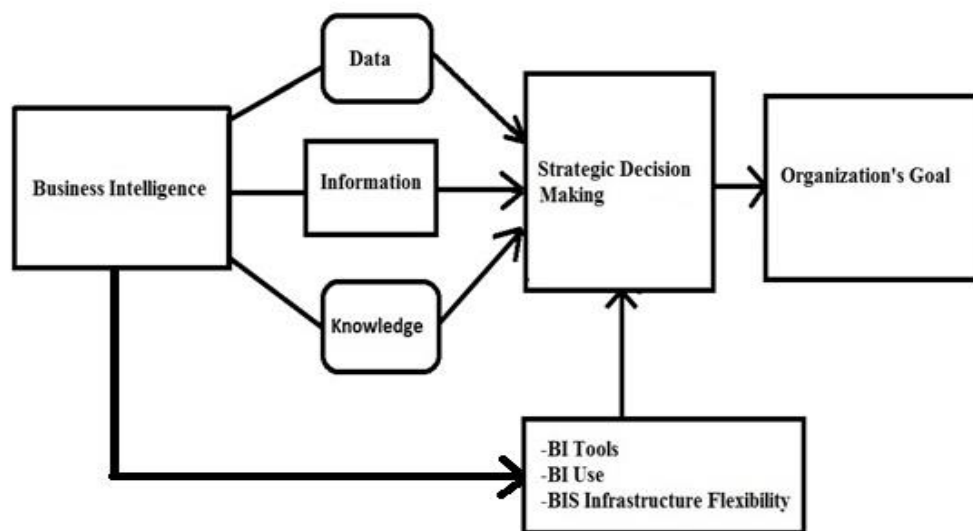 Data
Business Intelligence
Information
Knowledge
Strategic Decision
Making
Organization's Goal
-BI Tools
-BI Use
-BIS Infrastructure Flexibility